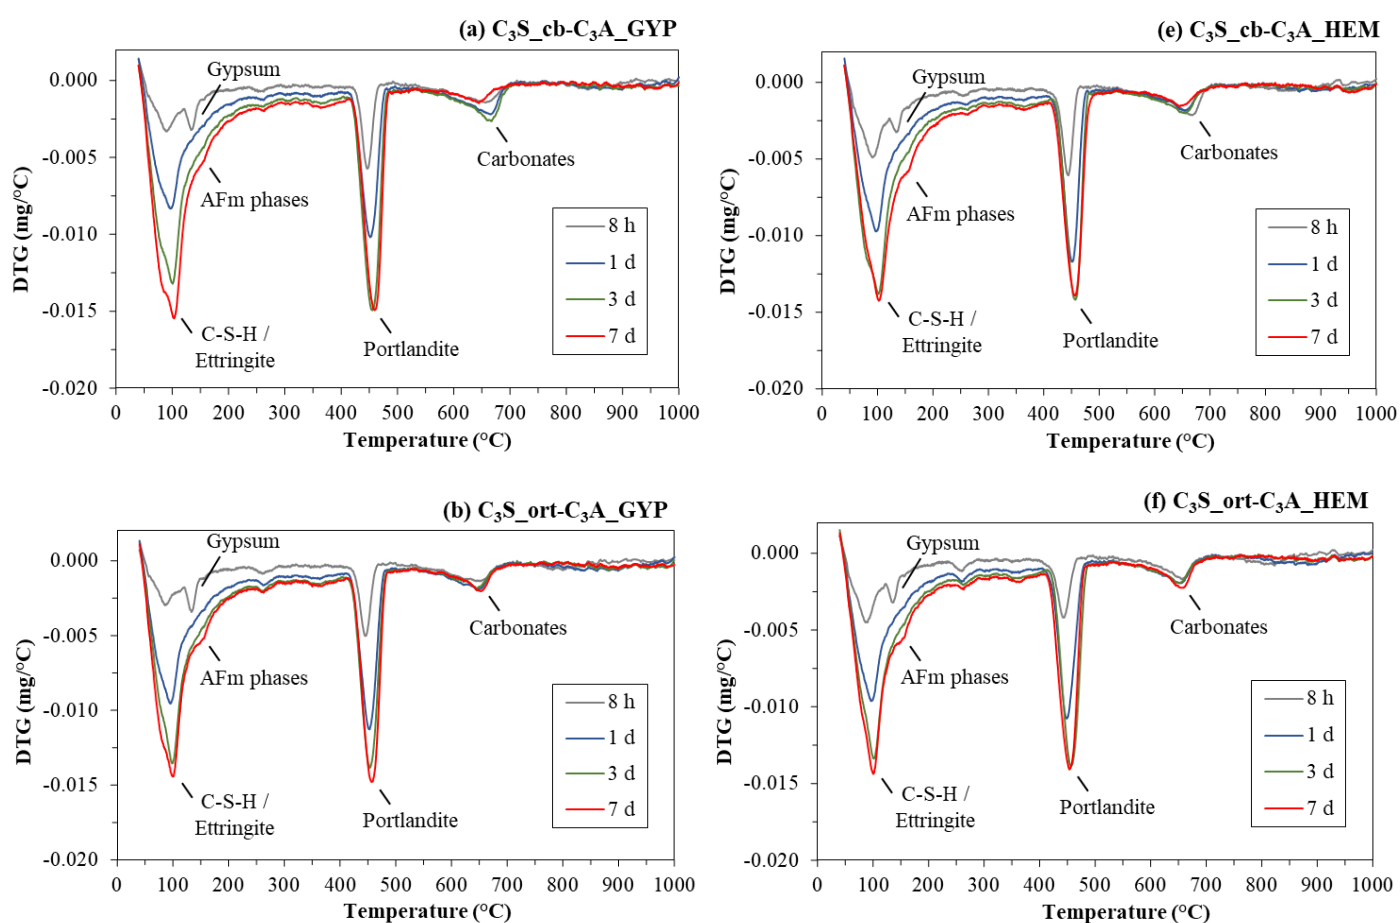 (a) C₃S_cb-C₃A_GYP
0.000
-0.005
-0.010
-0.015
-0.020
DTG (mg/°C)
Gypsum
AFm phases
C-S-H /
Ettringite
Portlandite
Carbonates
8 h
1 d
3 d
7 d
0 100 200 300 400 500 600 700 800 900 1000
Temperature (°C)
(e) C₃S_cb-C₃A_HEM
0.000
-0.005
-0.010
-0.015
-0.020
DTG (mg/°C)
Gypsum
AFm phases
C-S-H /
Ettringite
Portlandite
Carbonates
8 h
1 d
3 d
7 d
0 100 200 300 400 500 600 700 800 900 1000
Temperature (°C)
(b) C₃S_ort-C₃A_GYP
0.000
-0.005
-0.010
-0.015
-0.020
DTG (mg/°C)
Gypsum
AFm phases
C-S-H /
Ettringite
Portlandite
Carbonates
8 h
1 d
3 d
7 d
0 100 200 300 400 500 600 700 800 900 1000
Temperature (°C)
(f) C₃S_ort-C₃A_HEM
0.000
-0.005
-0.010
-0.015
-0.020
DTG (mg/°C)
Gypsum
AFm phases
C-S-H /
Ettringite
Portlandite
Carbonates
8 h
1 d
3 d
7 d
0 100 200 300 400 500 600 700 800 900 1000
Temperature (°C)